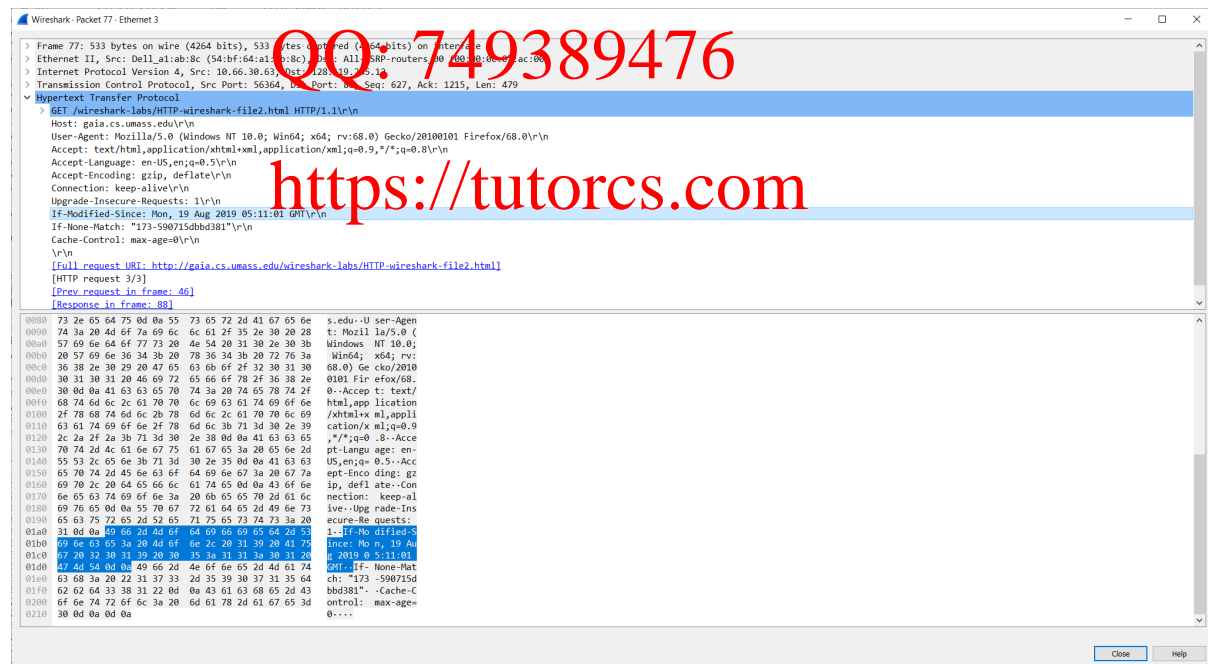 Wireshark · Packet 77 · Ethernet 3
QQ: 749389476
Frame 77: 533 bytes on wire (4264 bits), 533 bytes captured (4264 bits) on interface
Ethernet II, Src: Dell_a1:ab:8c (54:bf:64:a1:ab:8c), Dst: All-HSRP-routers
Internet Protocol Version 4, Src: 10.66.30.63, Dst: 128.119.245.12
Transmission Control Protocol, Src Port: 56364, Dst Port: 80, Seq: 627, Ack: 1215, Len: 479
Hypertext Transfer Protocol
GET /wireshark-labs/HTTP-wireshark-file2.html HTTP/1.1\r\n
Host: gaia.cs.umass.edu\r\n
User-Agent: Mozilla/5.0 (Windows NT 10.0; Win64; x64; rv:68.0) Gecko/20100101 Firefox/68.0\r\n
Accept: text/html,application/xhtml+xml,application/xml;q=0.9,*/*;q=0.8\r\n
Accept-Language: en-US,en;q=0.5\r\n
Accept-Encoding: gzip, deflate\r\n
Connection: keep-alive\r\n
https://tutorcs.com
Upgrade-Insecure-Requests: 1\r\n
If-Modified-Since: Mon, 19 Aug 2019 05:11:01 GMT\r\n
If-None-Match: "173-590715dbbd381"\r\n
Cache-Control: max-age=0\r\n
\r\n
[Full request URI: http://gaia.cs.umass.edu/wireshark-labs/HTTP-wireshark-file2.html]
[HTTP request 3/3]
[Prev request in frame: 46]
[Response in frame: 88]
0080 73 2e 65 64 75 0d 0a 55 73 65 72 2d 41 67 65 6e s.edu··U ser-Agen
0090 74 3a 20 4d 6f 7a 69 6c 6c 61 2f 35 2e 30 20 28 t: Mozil la/5.0 (
00a0 57 69 6e 64 6f 77 73 20 4e 54 20 31 30 2e 30 3b Windows NT 10.0;
00b0 20 57 69 6e 36 34 3b 20 78 36 34 3b 20 72 76 3a Win64; x64; rv:
00c0 36 38 2e 30 29 20 47 65 63 6b 6f 2f 32 30 31 30 68.0) Ge cko/2010
00d0 30 31 30 31 20 46 69 72 65 66 6f 78 2f 36 38 2e 0101 Fir efox/68.
00e0 30 0d 0a 41 63 63 65 70 74 3a 20 74 65 78 74 2f 0··Accep t: text/
00f0 68 74 6d 6c 2c 61 70 70 6c 69 63 61 74 69 6f 6e html,app lication
0100 2f 78 68 74 6d 6c 2b 78 6d 6c 2c 61 70 70 6c 69 /xhtml+x ml,appli
0110 63 61 74 69 6f 6e 2f 78 6d 6c 3b 71 3d 30 2e 39 cation/x ml;q=0.9
0120 2c 2a 2f 2a 3b 71 3d 30 2e 38 0d 0a 41 63 63 65 ,*/*;q=0 .8··Acce
0130 70 74 2d 4c 61 6e 67 75 61 67 65 3a 20 65 6e 2d pt-Langu age: en-
0140 55 53 2c 65 6e 3b 71 3d 30 2e 35 0d 0a 41 63 63 US,en;q= 0.5··Acc
0150 65 70 74 2d 45 6e 63 6f 64 69 6e 67 3a 20 67 7a ept-Enco ding: gz
0160 69 70 2c 20 64 65 66 6c 61 74 65 0d 0a 43 6f 6e ip, defl ate··Con
0170 6e 65 63 74 69 6f 6e 3a 20 6b 65 65 70 2d 61 6c nection: keep-al
0180 69 76 65 0d 0a 55 70 67 72 61 64 65 2d 49 6e 73 ive··Upg rade-Ins
0190 65 63 75 72 65 2d 52 65 71 75 65 73 74 73 3a 20 ecure-Re quests:
01a0 31 0d 0a 49 66 2d 4d 6f 64 69 66 69 65 64 2d 53 1··If-Mo dified-S
01b0 69 6e 63 65 3a 20 4d 6f 6e 2c 20 31 39 20 41 75 ince: Mo n, 19 Au
01c0 67 20 32 30 31 39 20 30 35 3a 31 31 3a 30 31 20 g 2019 0 5:11:01
01d0 47 4d 54 0d 0a 49 66 2d 4e 6f 6e 65 2d 4d 61 74 GMT··If- None-Mat
01e0 63 68 3a 20 22 31 37 33 2d 35 39 30 37 31 35 64 ch: "173 -590715d
01f0 62 62 64 33 38 31 22 0d 0a 43 61 63 68 65 2d 43 bbd381"· ·Cache-C
0200 6f 6e 74 72 6f 6c 3a 20 6d 61 78 2d 61 67 65 3d ontrol: max-age=
0210 30 0d 0a 0d 0a 0····
Close Help